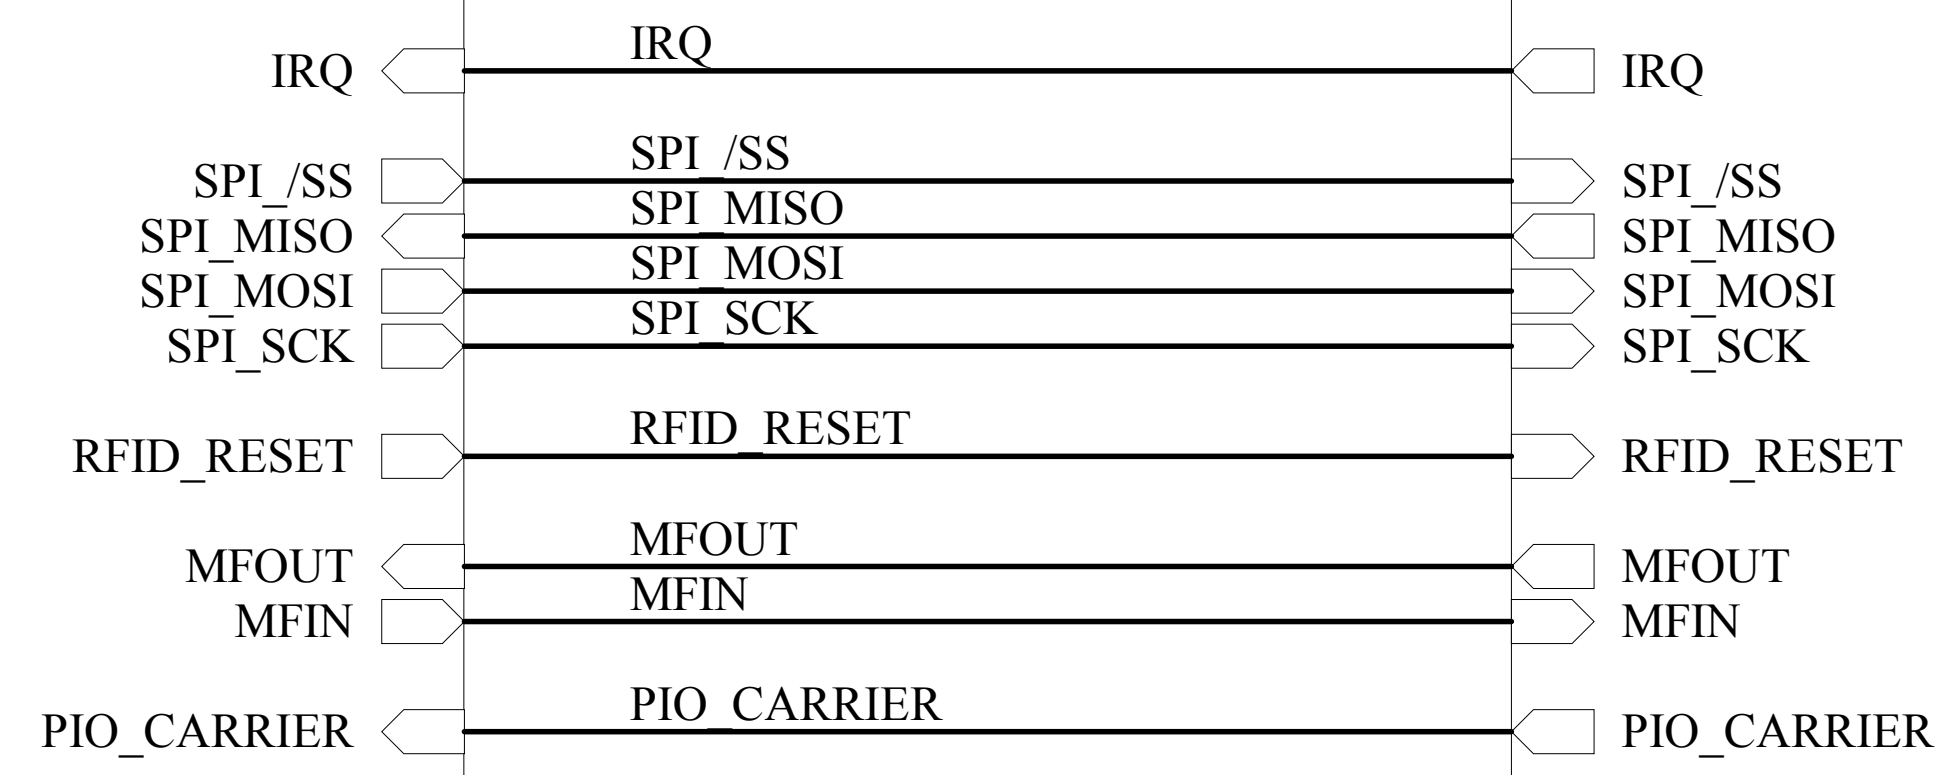 IRQ IRQ IRQ
SPI_/SS SPI_/SS SPI_/SS
SPI_MISO SPI_MISO SPI_MISO
SPI_MOSI SPI_MOSI SPI_MOSI
SPI_SCK SPI_SCK SPI_SCK
RFID_RESET RFID_RESET RFID_RESET
MFOUT MFOUT MFOUT
MFIN MFIN MFIN
PIO_CARRIER PIO_CARRIER PIO_CARRIER